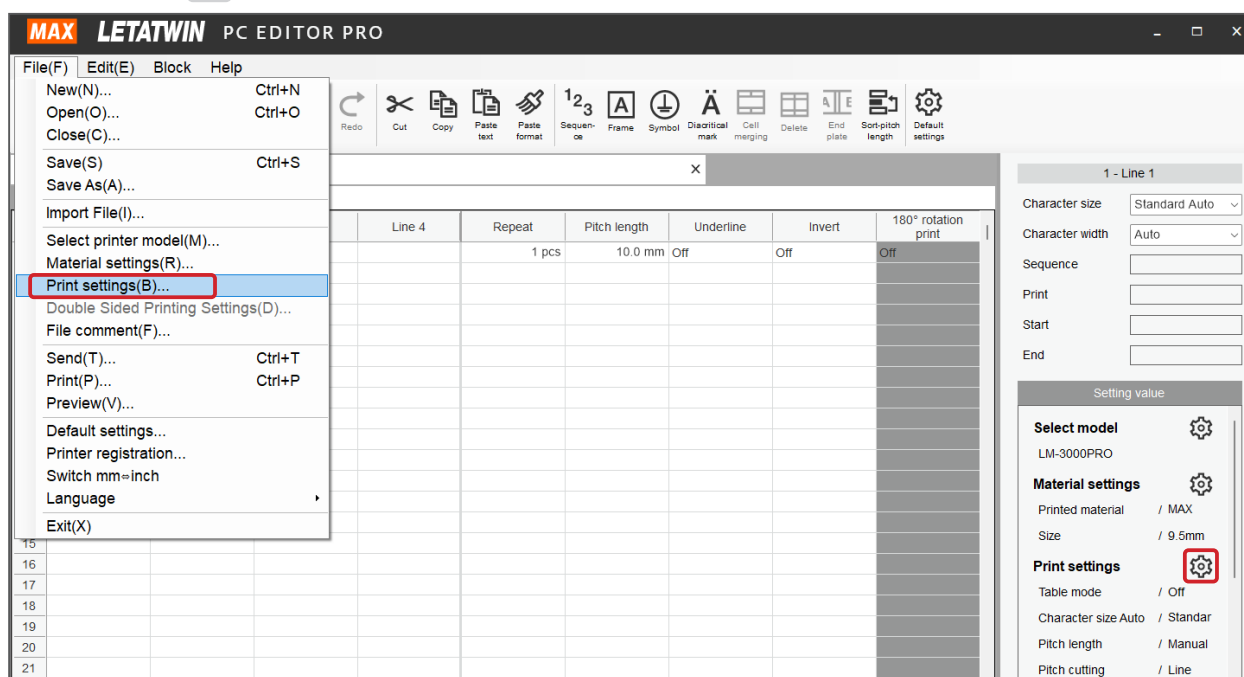 MAX LETATWIN PC EDITOR PRO
File(F) Edit(E) Block Help
New(N)... Ctrl+N
Open(O)... Ctrl+O
Close(C)...
Save(S) Ctrl+S
Save As(A)...
Import File(I)...
Select printer model(M)...
Material settings(R)...
Print settings(B)...
Double Sided Printing Settings(D)...
File comment(F)...
Send(T)... Ctrl+T
Print(P)... Ctrl+P
Preview(V)...
Default settings...
Printer registration...
Switch mm⇔inch
Language
Exit(X)
Redo
Cut
Copy
Paste
text
Paste
format
Sequen-
ce
Frame
Symbol
Diacritical
mark
Cell
merging
Delete
End
plate
Sort-pitch
length
Default
settings
Line 4 Repeat Pitch length Underline Invert 180° rotation
print
1 pcs 10.0 mm Off Off Off
15
16
17
18
19
20
21
1 - Line 1
Character size Standard Auto
Character width Auto
Sequence
Print
Start
End
Setting value
Select model
LM-3000PRO
Material settings
Printed material / MAX
Size / 9.5mm
Print settings
Table mode / Off
Character size Auto / Standar
Pitch length / Manual
Pitch cutting / Line